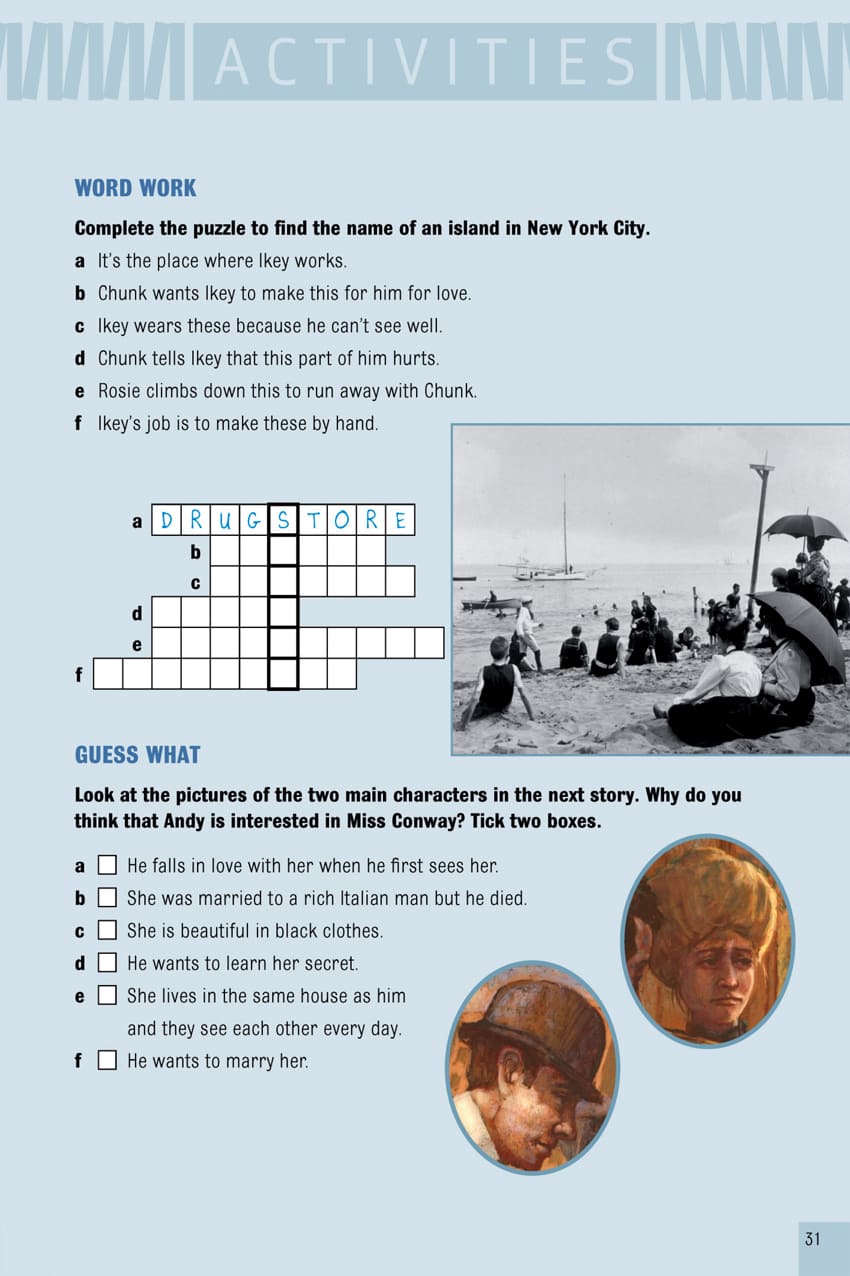 ACTIVITIES
WORD WORK
Complete the puzzle to find the name of an island in New York City.
a It's the place where Ikey works.
b Chunk wants Ikey to make this for him for love.
c Ikey wears these because he can't see well.
d Chunk tells Ikey that this part of him hurts.
e Rosie climbs down this to run away with Chunk.
f Ikey's job is to make these by hand.
a DRUGSTORE
b
c
d
e
f
GUESS WHAT
Look at the pictures of the two main characters in the next story. Why do you
think that Andy is interested in Miss Conway? Tick two boxes.
a He falls in love with her when he first sees her.
b She was married to a rich Italian man but he died.
c She is beautiful in black clothes.
d He wants to learn her secret.
e She lives in the same house as him
and they see each other every day.
f He wants to marry her.
31